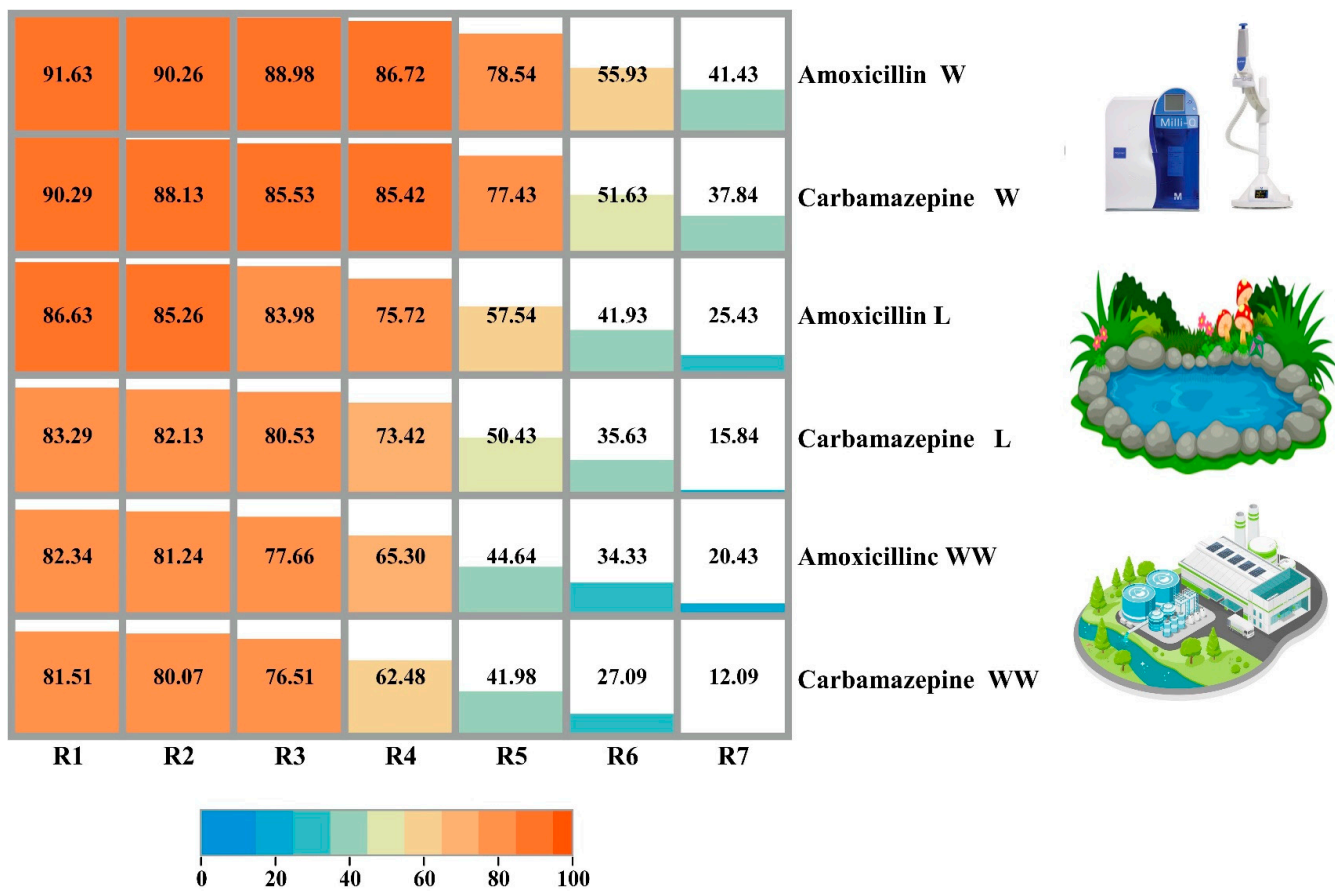 91.63 90.26 88.98 86.72 78.54 55.93 41.43 Amoxicillin W
Milli-Q
M
90.29 88.13 85.53 85.42 77.43 51.63 37.84 Carbamazepine W
86.63 85.26 83.98 75.72 57.54 41.93 25.43 Amoxicillin L
83.29 82.13 80.53 73.42 50.43 35.63 15.84 Carbamazepine L
82.34 81.24 77.66 65.30 44.64 34.33 20.43 Amoxicillinc WW
81.51 80.07 76.51 62.48 41.98 27.09 12.09 Carbamazepine WW
R1 R2 R3 R4 R5 R6 R7
0 20 40 60 80 100